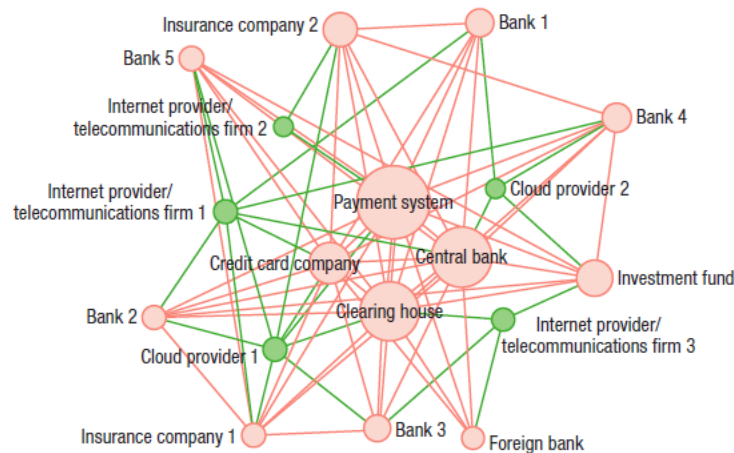 Insurance company 2
Bank 1
Bank 5
Internet provider/
telecommunications firm 2
Bank 4
Internet provider/
telecommunications firm 1
Payment system
Cloud provider 2
Credit card company
Central bank
Investment fund
Clearing house
Bank 2
Internet provider/
telecommunications firm 3
Cloud provider 1
Insurance company 1
Bank 3
Foreign bank